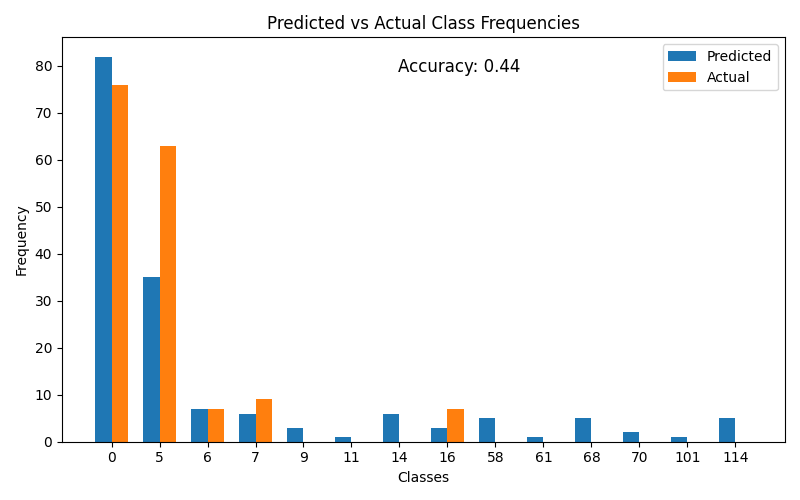 Predicted vs Actual Class Frequencies
Accuracy: 0.44
Predicted
Actual
Frequency
80
70
60
50
40
30
20
10
0
0 5 6 7 9 11 14 16 58 61 68 70 101 114
Classes